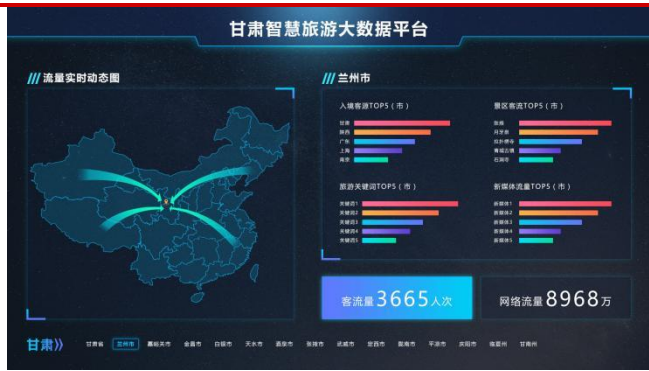 甘肃智慧旅游大数据平台
流量实时动态图
兰州市
入境客源TOP5（市）
甘肃
陕西
广东
上海
南京
景区客流TOP5（市）
月牙泉
青城古镇
旅游关键词TOP5（市）
关键词1
关键词2
关键词3
关键词4
关键词5
新媒体流量TOP5（市）
新媒体1
新媒体2
新媒体3
新媒体4
新媒体5
客流量3665人次
网络流量8968万
甘肃》 甘肃省 兰州市 嘉峪关市 金昌市 白银市 天水市 酒泉市 张掖市 武威市 定西市 陇南市 平凉市 庆阳市 临夏州 甘南州